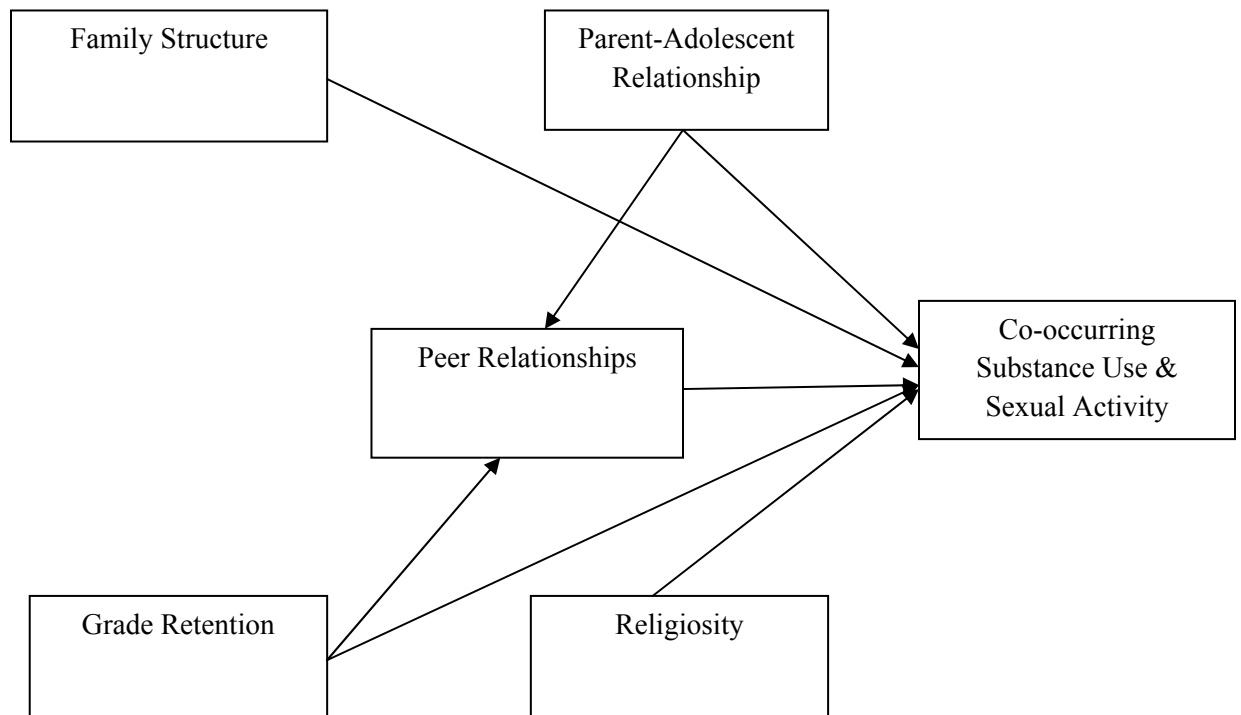 Family Structure
Parent-Adolescent
Relationship
Peer Relationships
Co-occurring
Substance Use &
Sexual Activity
Grade Retention
Religiosity